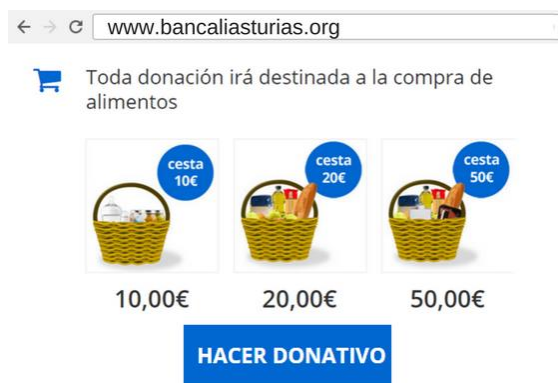 www.bancaliasturias.org
Toda donación irá destinada a la compra de
alimentos
cesta
10€
cesta
20€
cesta
50€
10,00€
20,00€
50,00€
HACER DONATIVO